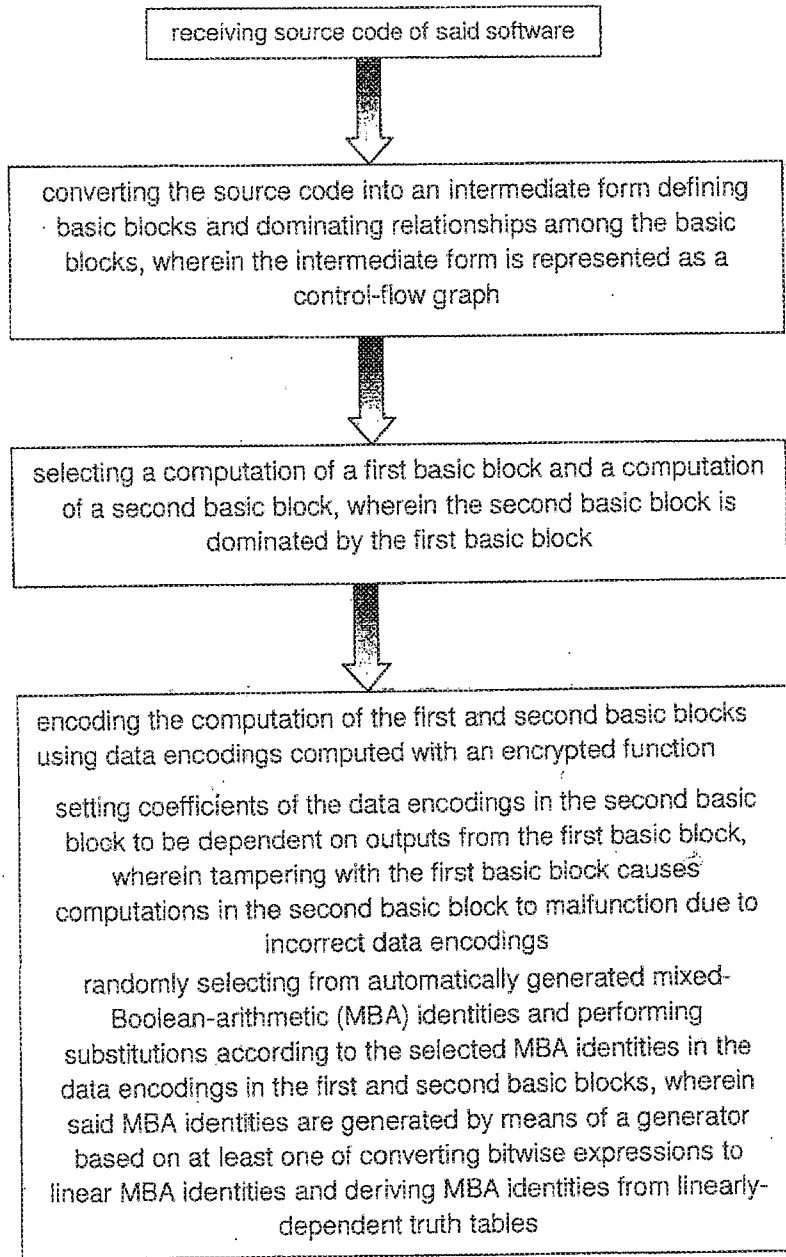 receiving source code of said software
converting the source code into an intermediate form defining
basic blocks and dominating relationships among the basic
blocks, wherein the intermediate form is represented as a
control-flow graph
selecting a computation of a first basic block and a computation
of a second basic block, wherein the second basic block is
dominated by the first basic block
encoding the computation of the first and second basic blocks
using data encodings computed with an encrypted function
setting coefficients of the data encodings in the second basic
block to be dependent on outputs from the first basic block,
wherein tampering with the first basic block causes
computations in the second basic block to malfunction due to
incorrect data encodings
randomly selecting from automatically generated mixed-
Boolean-arithmetic (MBA) identities and performing
substitutions according to the selected MBA identities in the
data encodings in the first and second basic blocks, wherein
said MBA identities are generated by means of a generator
based on at least one of converting bitwise expressions to
linear MBA identities and deriving MBA identities from linearly-
dependent truth tables